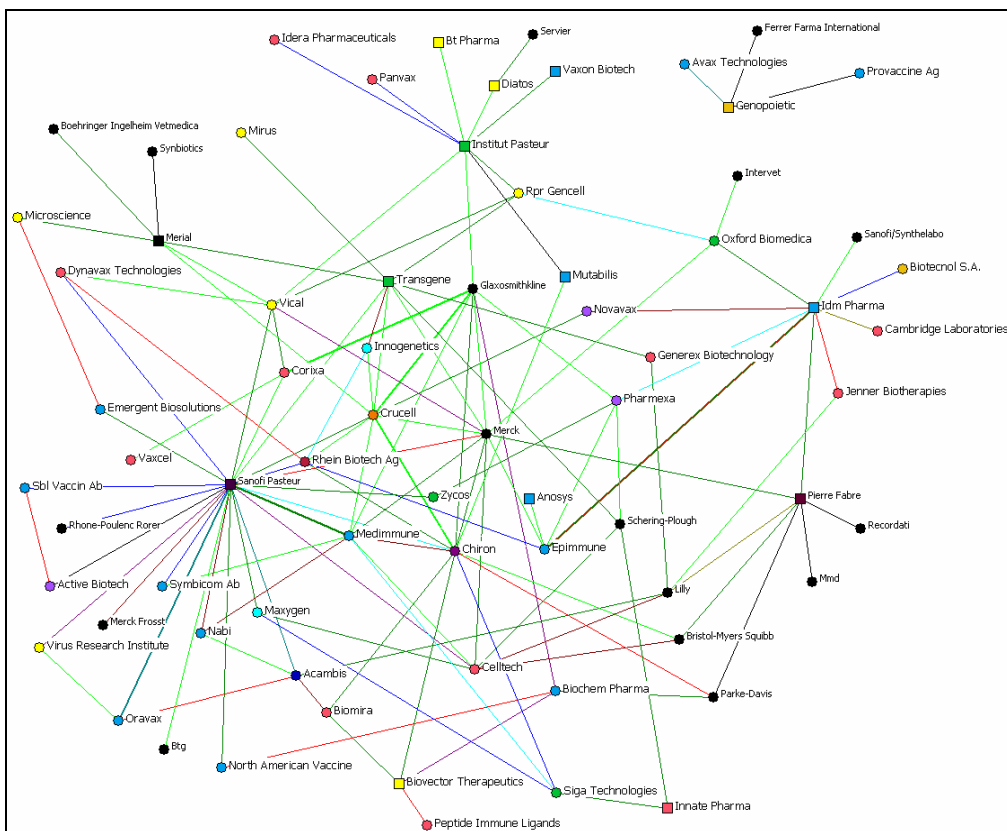 Ferrer Farma International
Servier
Idera Pharmaceuticals
Bt Pharma
Avax Technologies
Vaxon Biotech
Provaccine Ag
Panvax
Diatos
Genopoietic
Boehringer Ingelheim Vetmedica
Mirus
Synbiotics
Institut Pasteur
Intervet
Rpr Gencell
Microscience
Merial
Oxford Biomedica
Sanofi/Synthelabo
Dynavax Technologies
Biotecnol S.A.
Transgene
Mutabilis
Glaxosmithkline
Vical
Novavax
Idm Pharma
Cambridge Laboratories
Innogenetics
Generex Biotechnology
Corixa
Jenner Biotherapies
Pharmexa
Emergent Biosolutions
Crucell
Merck
Vaxcel
Rhein Biotech Ag
Sanofi Pasteur
Sbl Vaccin Ab
Zycos
Anosys
Pierre Fabre
Rhone-Poulenc Rorer
Schering-Plough
Recordati
Medimmune
Chiron
Epimmune
Active Biotech
Symbicom Ab
Mmd
Lilly
Maxygen
Merck Frosst
Nabi
Bristol-Myers Squibb
Virus Research Institute
Celltech
Acambis
Biochem Pharma
Parke-Davis
Biomira
Oravax
Btg
North American Vaccine
Biovector Therapeutics
Siga Technologies
Innate Pharma
Peptide Immune Ligands